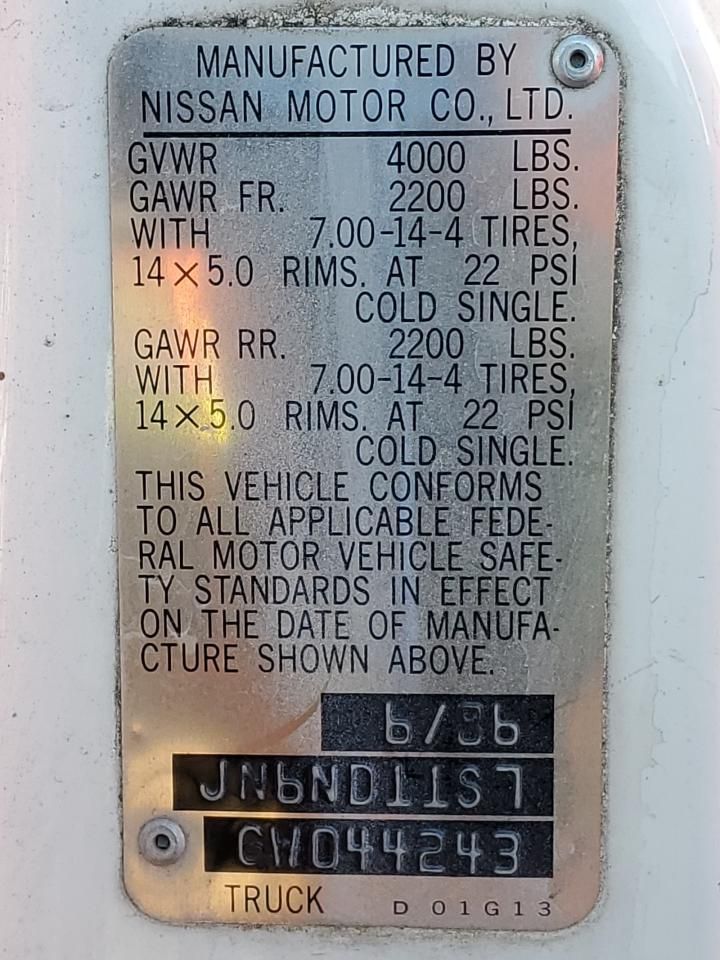 MANUFACTURED BY
NISSAN MOTOR CO., LTD.
GVWR 4000 LBS.
GAWR FR. 2200 LBS.
WITH 7.00-14-4 TIRES,
14×5.0 RIMS. AT 22 PSI
COLD SINGLE.
GAWR RR. 2200 LBS.
WITH 7.00-14-4 TIRES,
14×5.0 RIMS. AT 22 PSI
COLD SINGLE.
THIS VEHICLE CONFORMS
TO ALL APPLICABLE FEDE-
RAL MOTOR VEHICLE SAFE-
TY STANDARDS IN EFFECT
ON THE DATE OF MANUFA-
CTURE SHOWN ABOVE.
6/86
JN6ND11S7
GW044243
TRUCK D 01G13